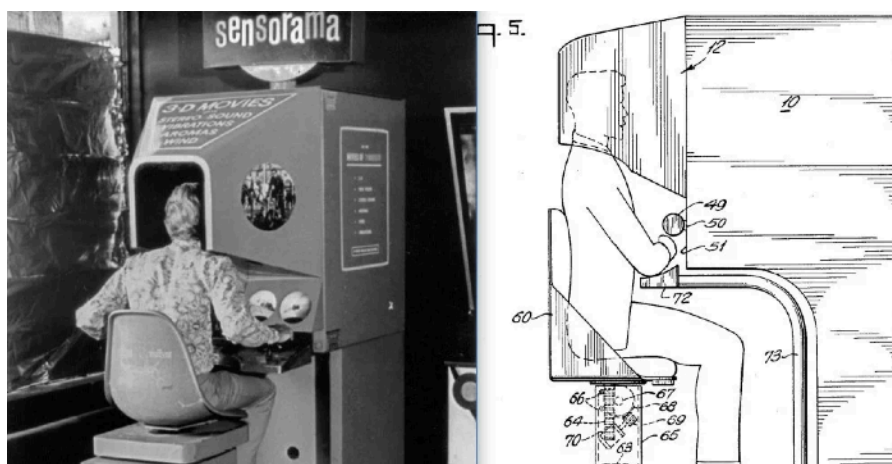 sensorama
3-D MOVIES
STEREO-SOUND
VIBRATIONS
AROMAS
WIND
g. 5.
12
10
49
50
51
72
60
73
66
67
68
64
69
70
65
63